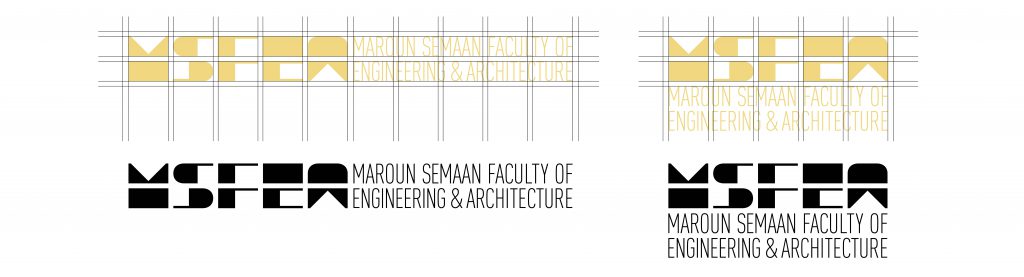 MSFEA MAROUN SEMAAN FACULTY OF
ENGINEERING & ARCHITECTURE
MSFEA
MAROUN SEMAAN FACULTY OF
ENGINEERING & ARCHITECTURE
MSFEA MAROUN SEMAAN FACULTY OF
ENGINEERING & ARCHITECTURE
MSFEA
MAROUN SEMAAN FACULTY OF
ENGINEERING & ARCHITECTURE